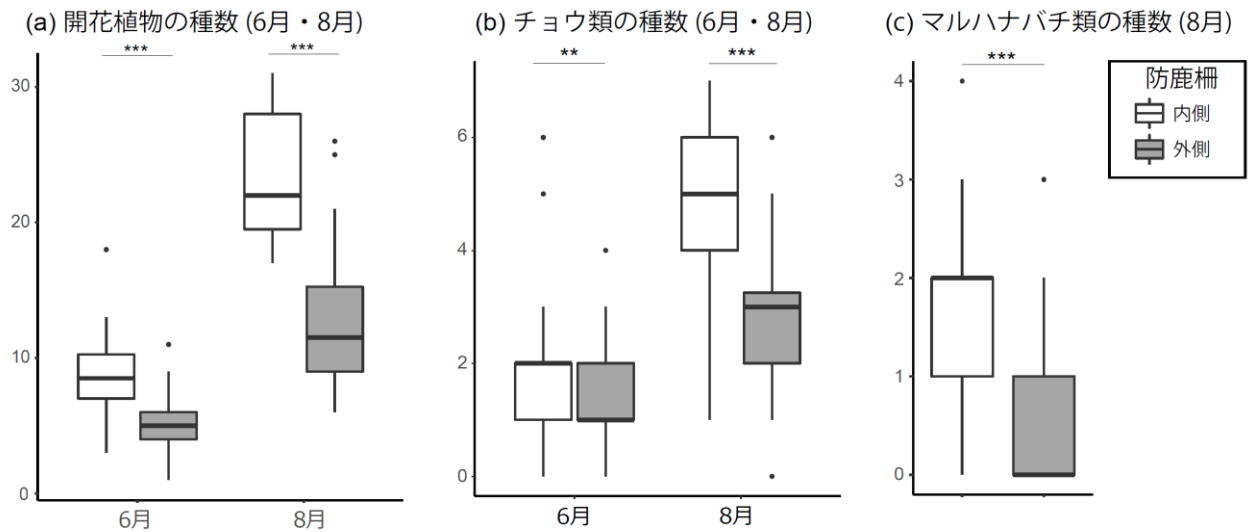 (a) 開花植物の種数 (6月・8月)
***
***
30
20
10
0
6月
8月
(b) チョウ類の種数 (6月・8月)
**
***
6
4
2
0
6月
8月
(c) マルハナバチ類の種数 (8月)
***
4
3
2
1
0
防鹿柵
内側
外側